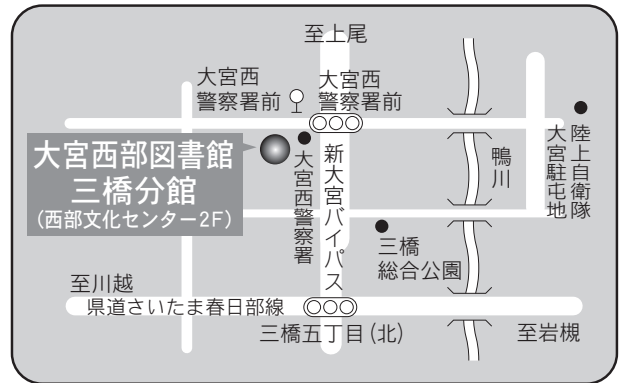 至上尾
大宮西
警察署前
大宮西
警察署前
大宮西部図書館
三橋分館
(西部文化センター2F)
大宮西警察署
新大宮バイパス
鴨川
陸上自衛隊
大宮駐屯地
三橋
総合公園
至川越
県道さいたま春日部線
三橋五丁目(北)
至岩槻